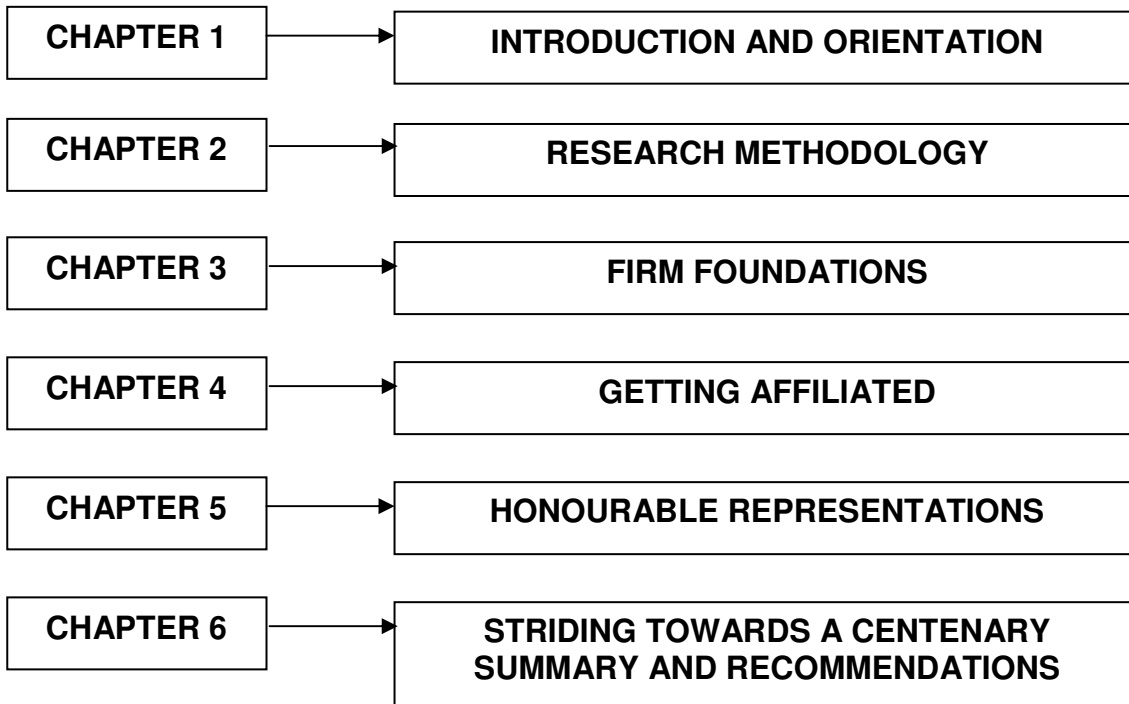 CHAPTER 1
INTRODUCTION AND ORIENTATION
CHAPTER 2
RESEARCH METHODOLOGY
CHAPTER 3
FIRM FOUNDATIONS
CHAPTER 4
GETTING AFFILIATED
CHAPTER 5
HONOURABLE REPRESENTATIONS
CHAPTER 6
STRIDING TOWARDS A CENTENARY
SUMMARY AND RECOMMENDATIONS